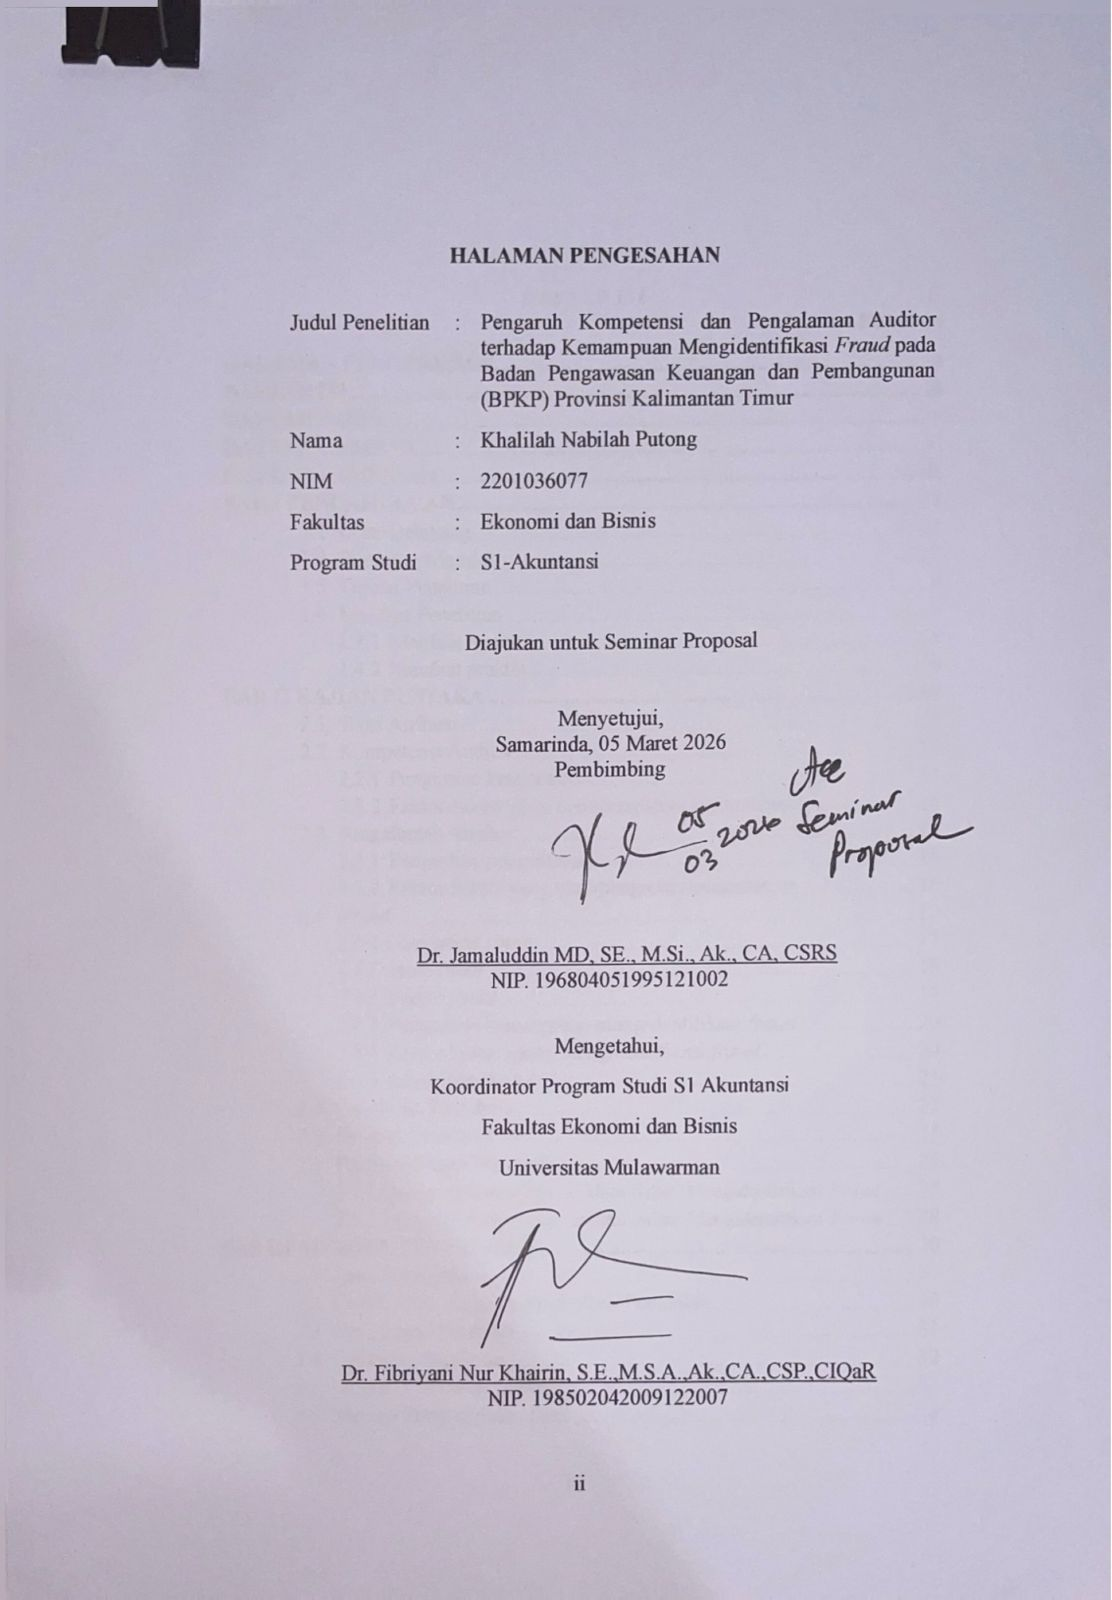 HALAMAN PENGESAHAN
Judul Penelitian : Pengaruh Kompetensi dan Pengalaman Auditor
terhadap Kemampuan Mengidentifikasi Fraud pada
Badan Pengawasan Keuangan dan Pembangunan
(BPKP) Provinsi Kalimantan Timur
Nama : Khalilah Nabilah Putong
NIM : 2201036077
Fakultas : Ekonomi dan Bisnis
Program Studi : S1-Akuntansi
Diajukan untuk Seminar Proposal
Menyetujui,
Samarinda, 05 Maret 2026
Pembimbing
Acc
05/03 2026 Seminar
Proposal
Dr. Jamaluddin MD, SE., M.Si., Ak., CA, CSRS
NIP. 196804051995121002
Mengetahui,
Koordinator Program Studi S1 Akuntansi
Fakultas Ekonomi dan Bisnis
Universitas Mulawarman
Dr. Fibriyani Nur Khairin, S.E.,M.S.A.,Ak.,CA.,CSP.,CIQaR
NIP. 198502042009122007
ii